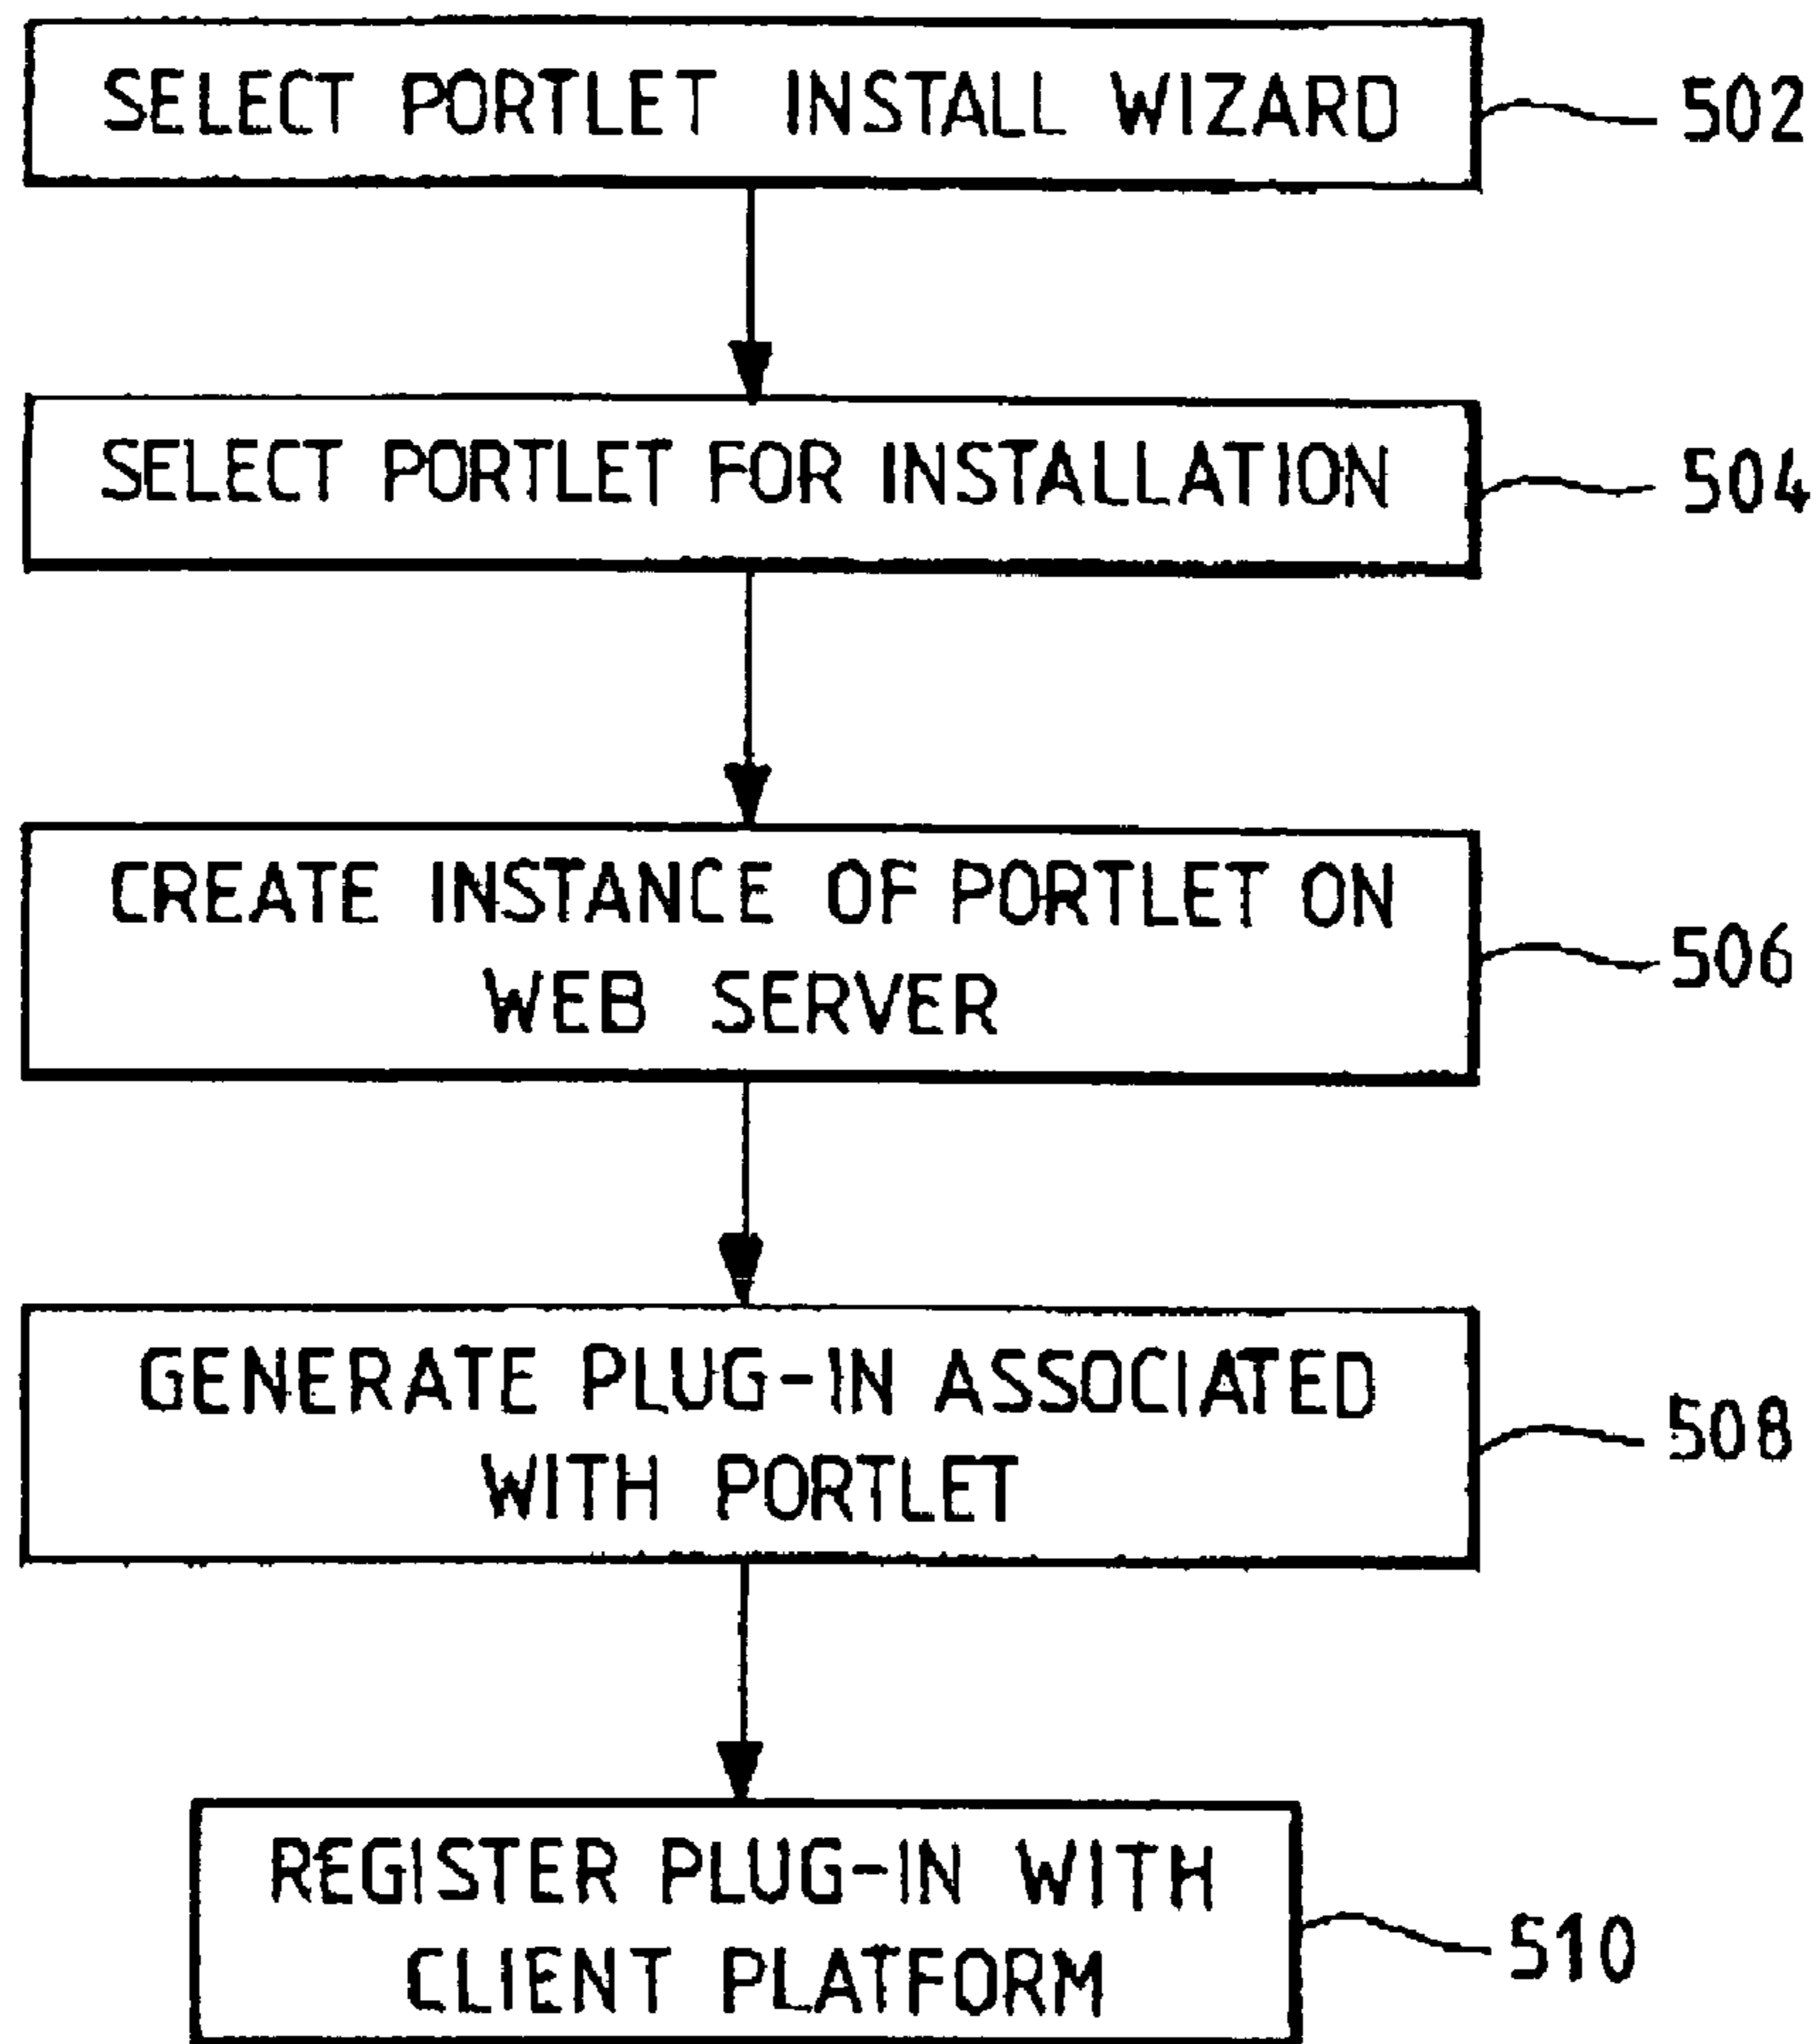 SELECT PORTLET INSTALL WIZARD
502
SELECT PORTLET FOR INSTALLATION
504
CREATE INSTANCE OF PORTLET ON
WEB SERVER
506
GENERATE PLUG-IN ASSOCIATED
WITH PORTLET
508
REGISTER PLUG-IN WITH
CLIENT PLATFORM
510